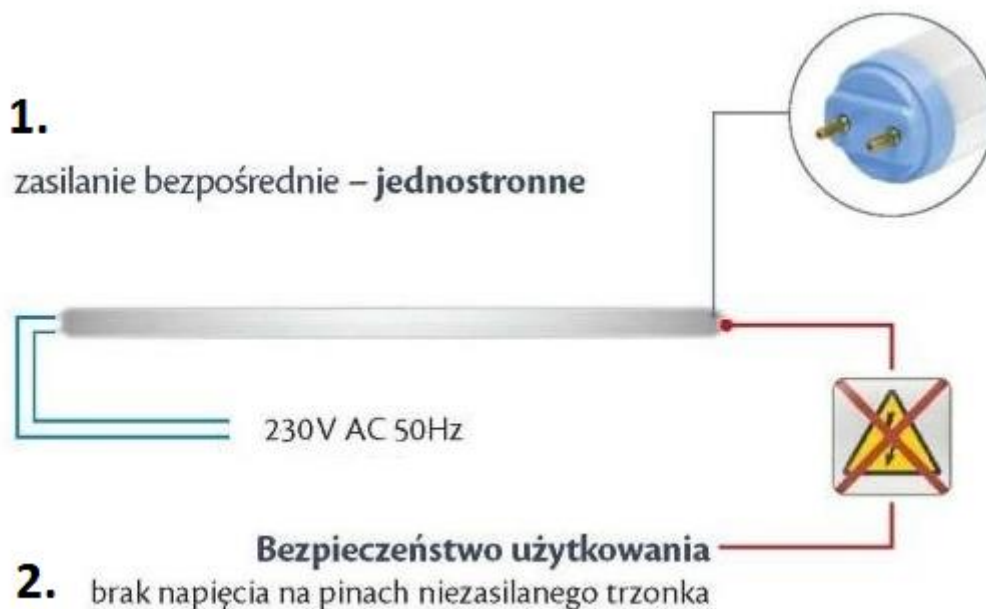 1.
zasilanie bezpośrednie – jednostronne
230V AC 50Hz
Bezpieczeństwo użytkowania
2. brak napięcia na pinach niezasilanego trzonka